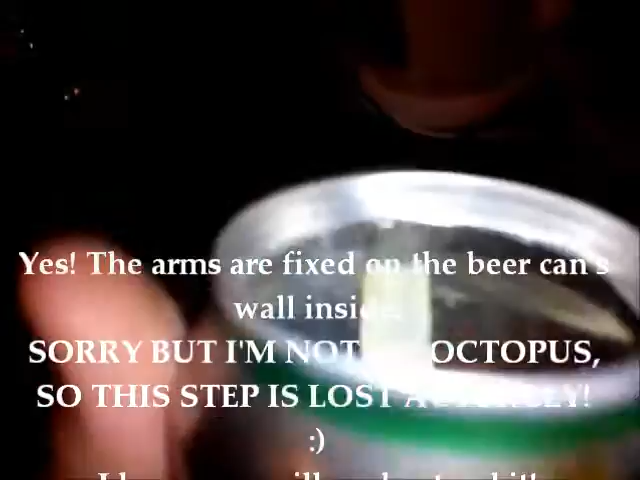 Yes! The arms are fixed on the beer can's
wall inside.
SORRY BUT I'M NOT OCTOPUS,
SO THIS STEP IS LOST
:)